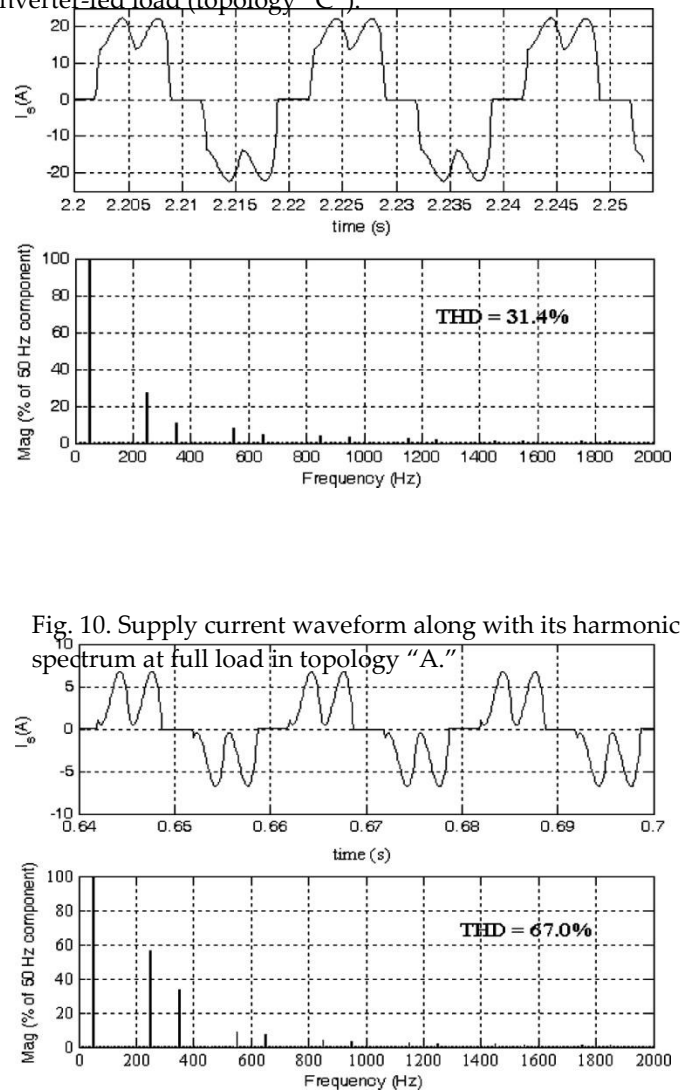 nverter-fed load (topology "C").
20
10
0
-10
-20
I_s(A)
2.2 2.205 2.21 2.215 2.22 2.225 2.23 2.235 2.24 2.245 2.25
time (s)
100
80
60
40
20
0
Mag (% of 50 Hz component)
THD = 31.4%
0 200 400 600 800 1000 1200 1400 1600 1800 2000
Frequency (Hz)
Fig. 10. Supply current waveform along with its harmonic
spectrum at full load in topology “A.”
10
5
0
-5
-10
I_s(A)
0.64 0.65 0.66 0.67 0.68 0.69 0.7
time (s)
100
80
60
40
20
0
Mag (% of 50 Hz component)
THD = 67.0%
0 200 400 600 800 1000 1200 1400 1600 1800 2000
Frequency (Hz)